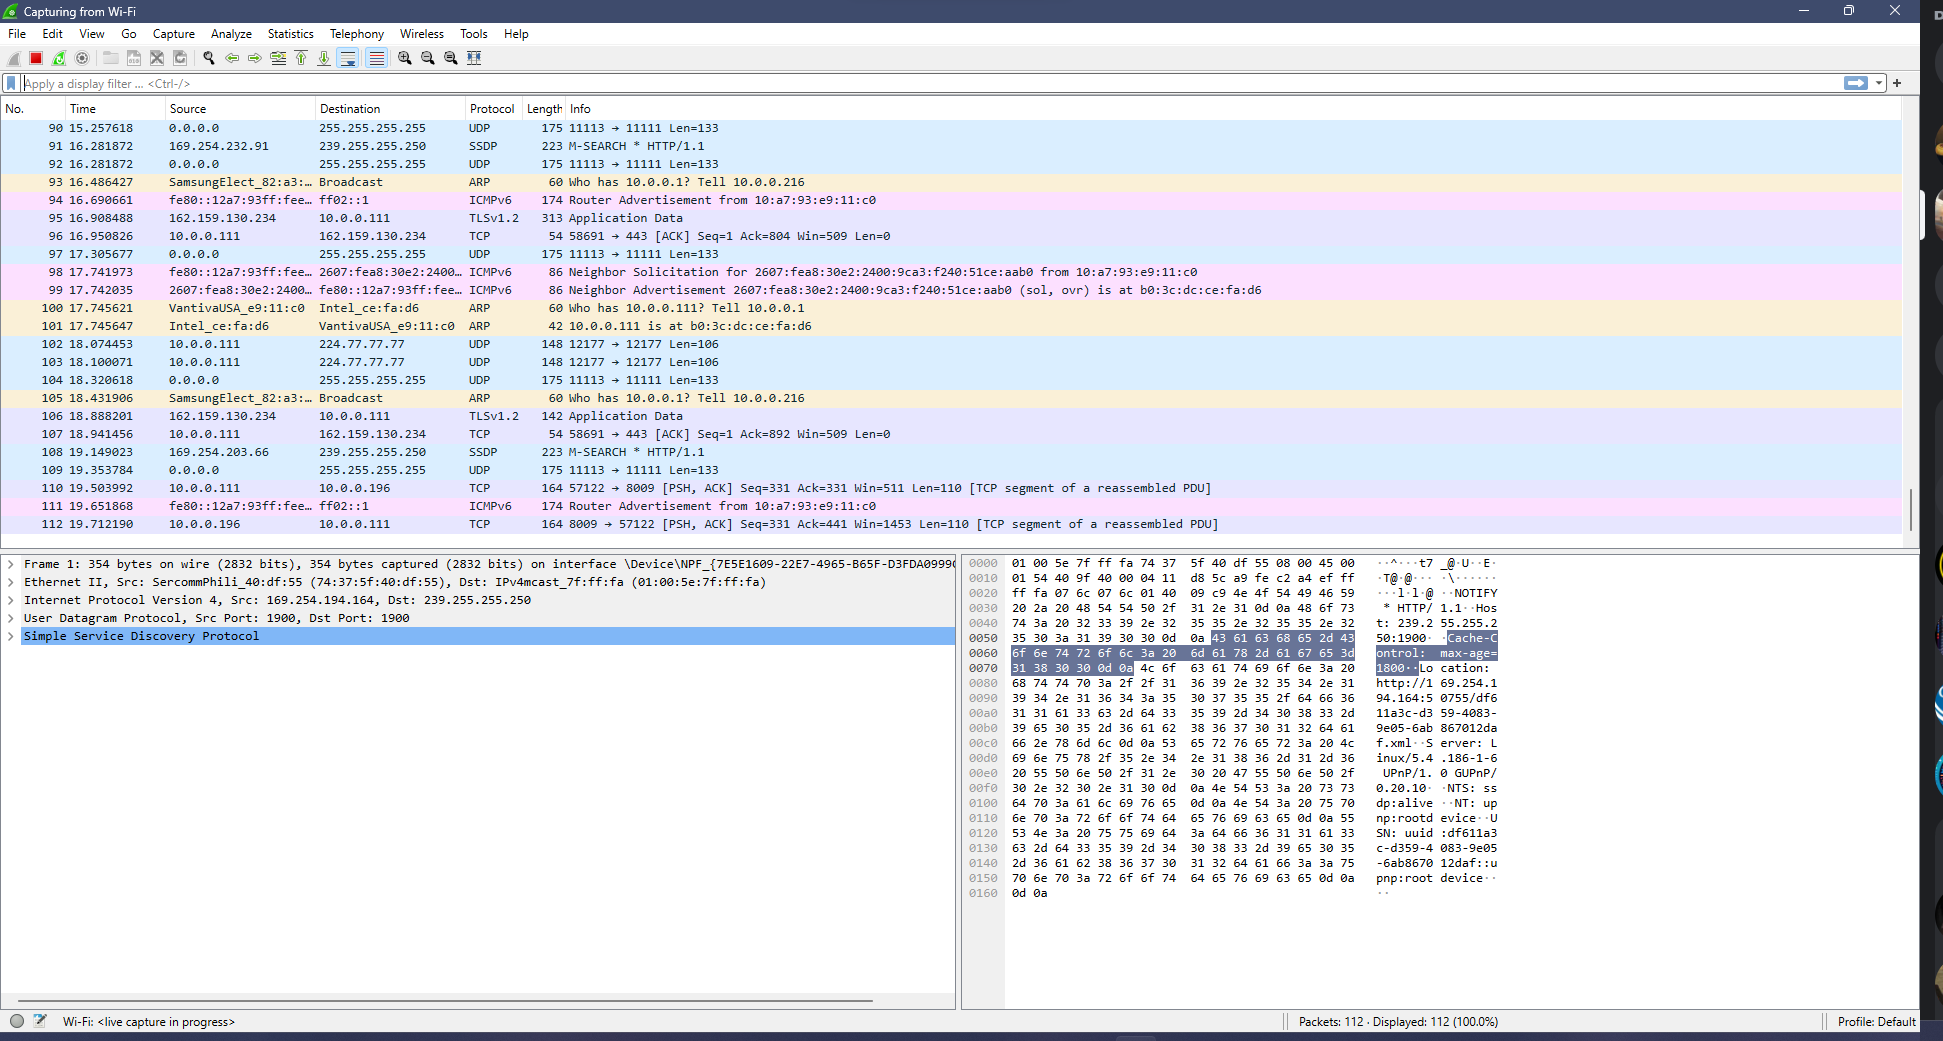 Capturing from Wi-Fi
File Edit View Go Capture Analyze Statistics Telephony Wireless Tools Help
Apply a display filter ... <Ctrl-/>
No. Time Source Destination Protocol Length Info
90 15.257618 0.0.0.0 255.255.255.255 UDP 175 11113 → 11111 Len=133
91 16.281872 169.254.232.91 239.255.255.250 SSDP 223 M-SEARCH * HTTP/1.1
92 16.281872 0.0.0.0 255.255.255.255 UDP 175 11113 → 11111 Len=133
93 16.486427 SamsungElect_82:a3:… Broadcast ARP 60 Who has 10.0.0.1? Tell 10.0.0.216
94 16.690661 fe80::12a7:93ff:fee… ff02::1 ICMPv6 174 Router Advertisement from 10:a7:93:e9:11:c0
95 16.908488 162.159.130.234 10.0.0.111 TLSv1.2 313 Application Data
96 16.950826 10.0.0.111 162.159.130.234 TCP 54 58691 → 443 [ACK] Seq=1 Ack=804 Win=509 Len=0
97 17.305677 0.0.0.0 255.255.255.255 UDP 175 11113 → 11111 Len=133
98 17.741973 fe80::12a7:93ff:fee… 2607:fea8:30e2:2400… ICMPv6 86 Neighbor Solicitation for 2607:fea8:30e2:2400:9ca3:f240:51ce:aab0 from 10:a7:93:e9:11:c0
99 17.742035 2607:fea8:30e2:2400… fe80::12a7:93ff:fee… ICMPv6 86 Neighbor Advertisement 2607:fea8:30e2:2400:9ca3:f240:51ce:aab0 (sol, ovr) is at b0:3c:dc:ce:fa:d6
100 17.745621 VantivaUSA_e9:11:c0 Intel_ce:fa:d6 ARP 60 Who has 10.0.0.111? Tell 10.0.0.1
101 17.745647 Intel_ce:fa:d6 VantivaUSA_e9:11:c0 ARP 42 10.0.0.111 is at b0:3c:dc:ce:fa:d6
102 18.074453 10.0.0.111 224.77.77.77 UDP 148 12177 → 12177 Len=106
103 18.100071 10.0.0.111 224.77.77.77 UDP 148 12177 → 12177 Len=106
104 18.320618 0.0.0.0 255.255.255.255 UDP 175 11113 → 11111 Len=133
105 18.431906 SamsungElect_82:a3:… Broadcast ARP 60 Who has 10.0.0.1? Tell 10.0.0.216
106 18.888201 162.159.130.234 10.0.0.111 TLSv1.2 142 Application Data
107 18.941456 10.0.0.111 162.159.130.234 TCP 54 58691 → 443 [ACK] Seq=1 Ack=892 Win=509 Len=0
108 19.149023 169.254.203.66 239.255.255.250 SSDP 223 M-SEARCH * HTTP/1.1
109 19.353784 0.0.0.0 255.255.255.255 UDP 175 11113 → 11111 Len=133
110 19.503992 10.0.0.111 10.0.0.196 TCP 164 57122 → 8009 [PSH, ACK] Seq=331 Ack=331 Win=511 Len=110 [TCP segment of a reassembled PDU]
111 19.651868 fe80::12a7:93ff:fee… ff02::1 ICMPv6 174 Router Advertisement from 10:a7:93:e9:11:c0
112 19.712190 10.0.0.196 10.0.0.111 TCP 164 8009 → 57122 [PSH, ACK] Seq=331 Ack=441 Win=1453 Len=110 [TCP segment of a reassembled PDU]
Frame 1: 354 bytes on wire (2832 bits), 354 bytes captured (2832 bits) on interface \Device\NPF_{7E5E1609-22E7-4965-B65F-D3FDA0999
Ethernet II, Src: SercommPhili_40:df:55 (74:37:5f:40:df:55), Dst: IPv4mcast_7f:ff:fa (01:00:5e:7f:ff:fa)
Internet Protocol Version 4, Src: 169.254.194.164, Dst: 239.255.255.250
User Datagram Protocol, Src Port: 1900, Dst Port: 1900
Simple Service Discovery Protocol
0000 01 00 5e 7f ff fa 74 37 5f 40 df 55 08 00 45 00 ··^···t7 _@·U··E·
0010 01 54 40 9f 40 00 04 11 d8 5c a9 fe c2 a4 ef ff ·T@·@··· ·\······
0020 ff fa 07 6c 07 6c 01 40 09 c9 4e 4f 54 49 46 59 ···l·l·@ ··NOTIFY
0030 20 2a 20 48 54 54 50 2f 31 2e 31 0d 0a 48 6f 73 * HTTP/ 1.1··Hos
0040 74 3a 20 32 33 39 2e 32 35 35 2e 32 35 35 2e 32 t: 239.2 55.255.2
0050 35 30 3a 31 39 30 30 0d 0a 43 61 63 68 65 2d 43 50:1900· ·Cache-C
0060 6f 6e 74 72 6f 6c 3a 20 6d 61 78 2d 61 67 65 3d ontrol: max-age=
0070 31 38 30 30 0d 0a 4c 6f 63 61 74 69 6f 6e 3a 20 1800··Lo cation:
0080 68 74 74 70 3a 2f 2f 31 36 39 2e 32 35 34 2e 31 http://1 69.254.1
0090 39 34 2e 31 36 34 3a 35 30 37 35 35 2f 64 66 36 94.164:5 0755/df6
00a0 31 31 61 33 63 2d 64 33 35 39 2d 34 30 38 33 2d 11a3c-d3 59-4083-
00b0 39 65 30 35 2d 36 61 62 38 36 37 30 31 32 64 61 9e05-6ab 867012da
00c0 66 2e 78 6d 6c 0d 0a 53 65 72 76 65 72 3a 20 4c f.xml··S erver: L
00d0 69 6e 75 78 2f 35 2e 34 2e 31 38 36 2d 31 2d 36 inux/5.4 .186-1-6
00e0 20 55 50 6e 50 2f 31 2e 30 20 47 55 50 6e 50 2f UPnP/1. 0 GUPnP/
00f0 30 2e 32 30 2e 31 30 0d 0a 4e 54 53 3a 20 73 73 0.20.10· ·NTS: ss
0100 64 70 3a 61 6c 69 76 65 0d 0a 4e 54 3a 20 75 70 dp:alive ··NT: up
0110 6e 70 3a 72 6f 6f 74 64 65 76 69 63 65 0d 0a 55 np:rootd evice··U
0120 53 4e 3a 20 75 75 69 64 3a 64 66 36 31 31 61 33 SN: uuid :df611a3
0130 63 2d 64 33 35 39 2d 34 30 38 33 2d 39 65 30 35 c-d359-4 083-9e05
0140 2d 36 61 62 38 36 37 30 31 32 64 61 66 3a 3a 75 -6ab8670 12daf::u
0150 70 6e 70 3a 72 6f 6f 74 64 65 76 69 63 65 0d 0a pnp:root device··
0160 0d 0a ··
Wi-Fi: <live capture in progress>
Packets: 112 · Displayed: 112 (100.0%)
Profile: Default